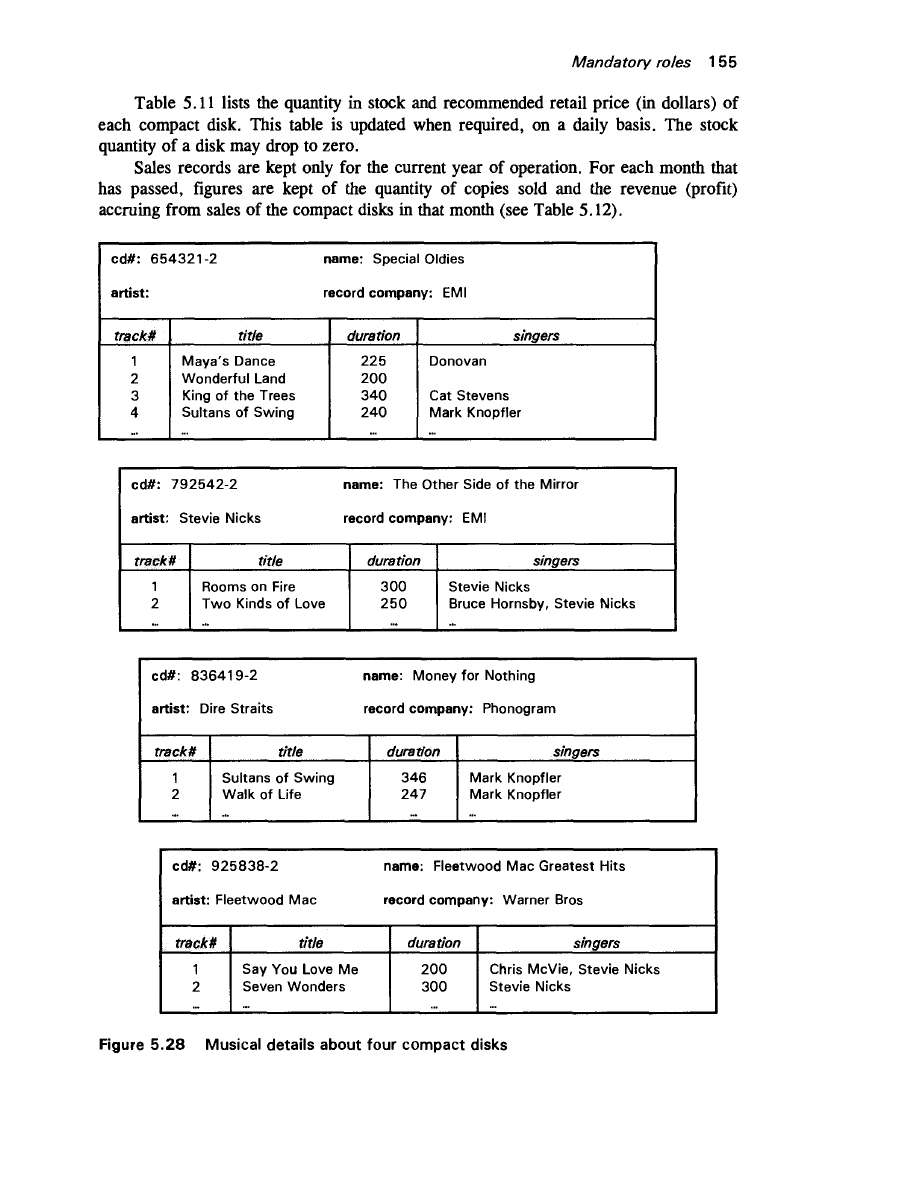 Mandatory roles 155
Table 5.11 lists the quantity in stock and recommended retail price (in dollars) of
each compact disk. This table is updated when required, on a daily basis. The stock
quantity of a disk may drop to zero.
Sales records are kept only for the current year of operation. For each month that
has passed, figures are kept of the quantity of copies sold and the revenue (profit)
accruing from sales of the compact disks in that month (see Table 5.12).
cd#: 654321-2 name: Special Oldies
artist: record company: EMI
track# title duration singers
1 Maya's Dance 225 Donovan
2 Wonderful Land 200
3 King of the Trees 340 Cat Stevens
4 Sultans of Swing 240 Mark Knopfler
... ... ... ...
cd#: 792542-2 name: The Other Side of the Mirror
artist: Stevie Nicks record company: EMI
track# title duration singers
1 Rooms on Fire 300 Stevie Nicks
2 Two Kinds of Love 250 Bruce Hornsby, Stevie Nicks
... ... ... ...
cd#: 836419-2 name: Money for Nothing
artist: Dire Straits record company: Phonogram
track# title duration singers
1 Sultans of Swing 346 Mark Knopfler
2 Walk of Life 247 Mark Knopfler
... ... ... ...
cd#: 925838-2 name: Fleetwood Mac Greatest Hits
artist: Fleetwood Mac record company: Warner Bros
track# title duration singers
1 Say You Love Me 200 Chris McVie, Stevie Nicks
2 Seven Wonders 300 Stevie Nicks
... ... ... ...
Figure 5.28 Musical details about four compact disks